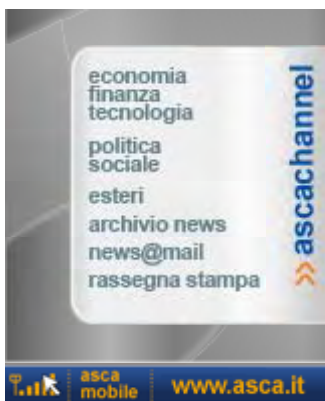 economia
finanza
tecnologia
politica
sociale
esteri
archivio news
news@mail
rassegna stampa
>> ascachannel
asca
mobile
www.asca.it